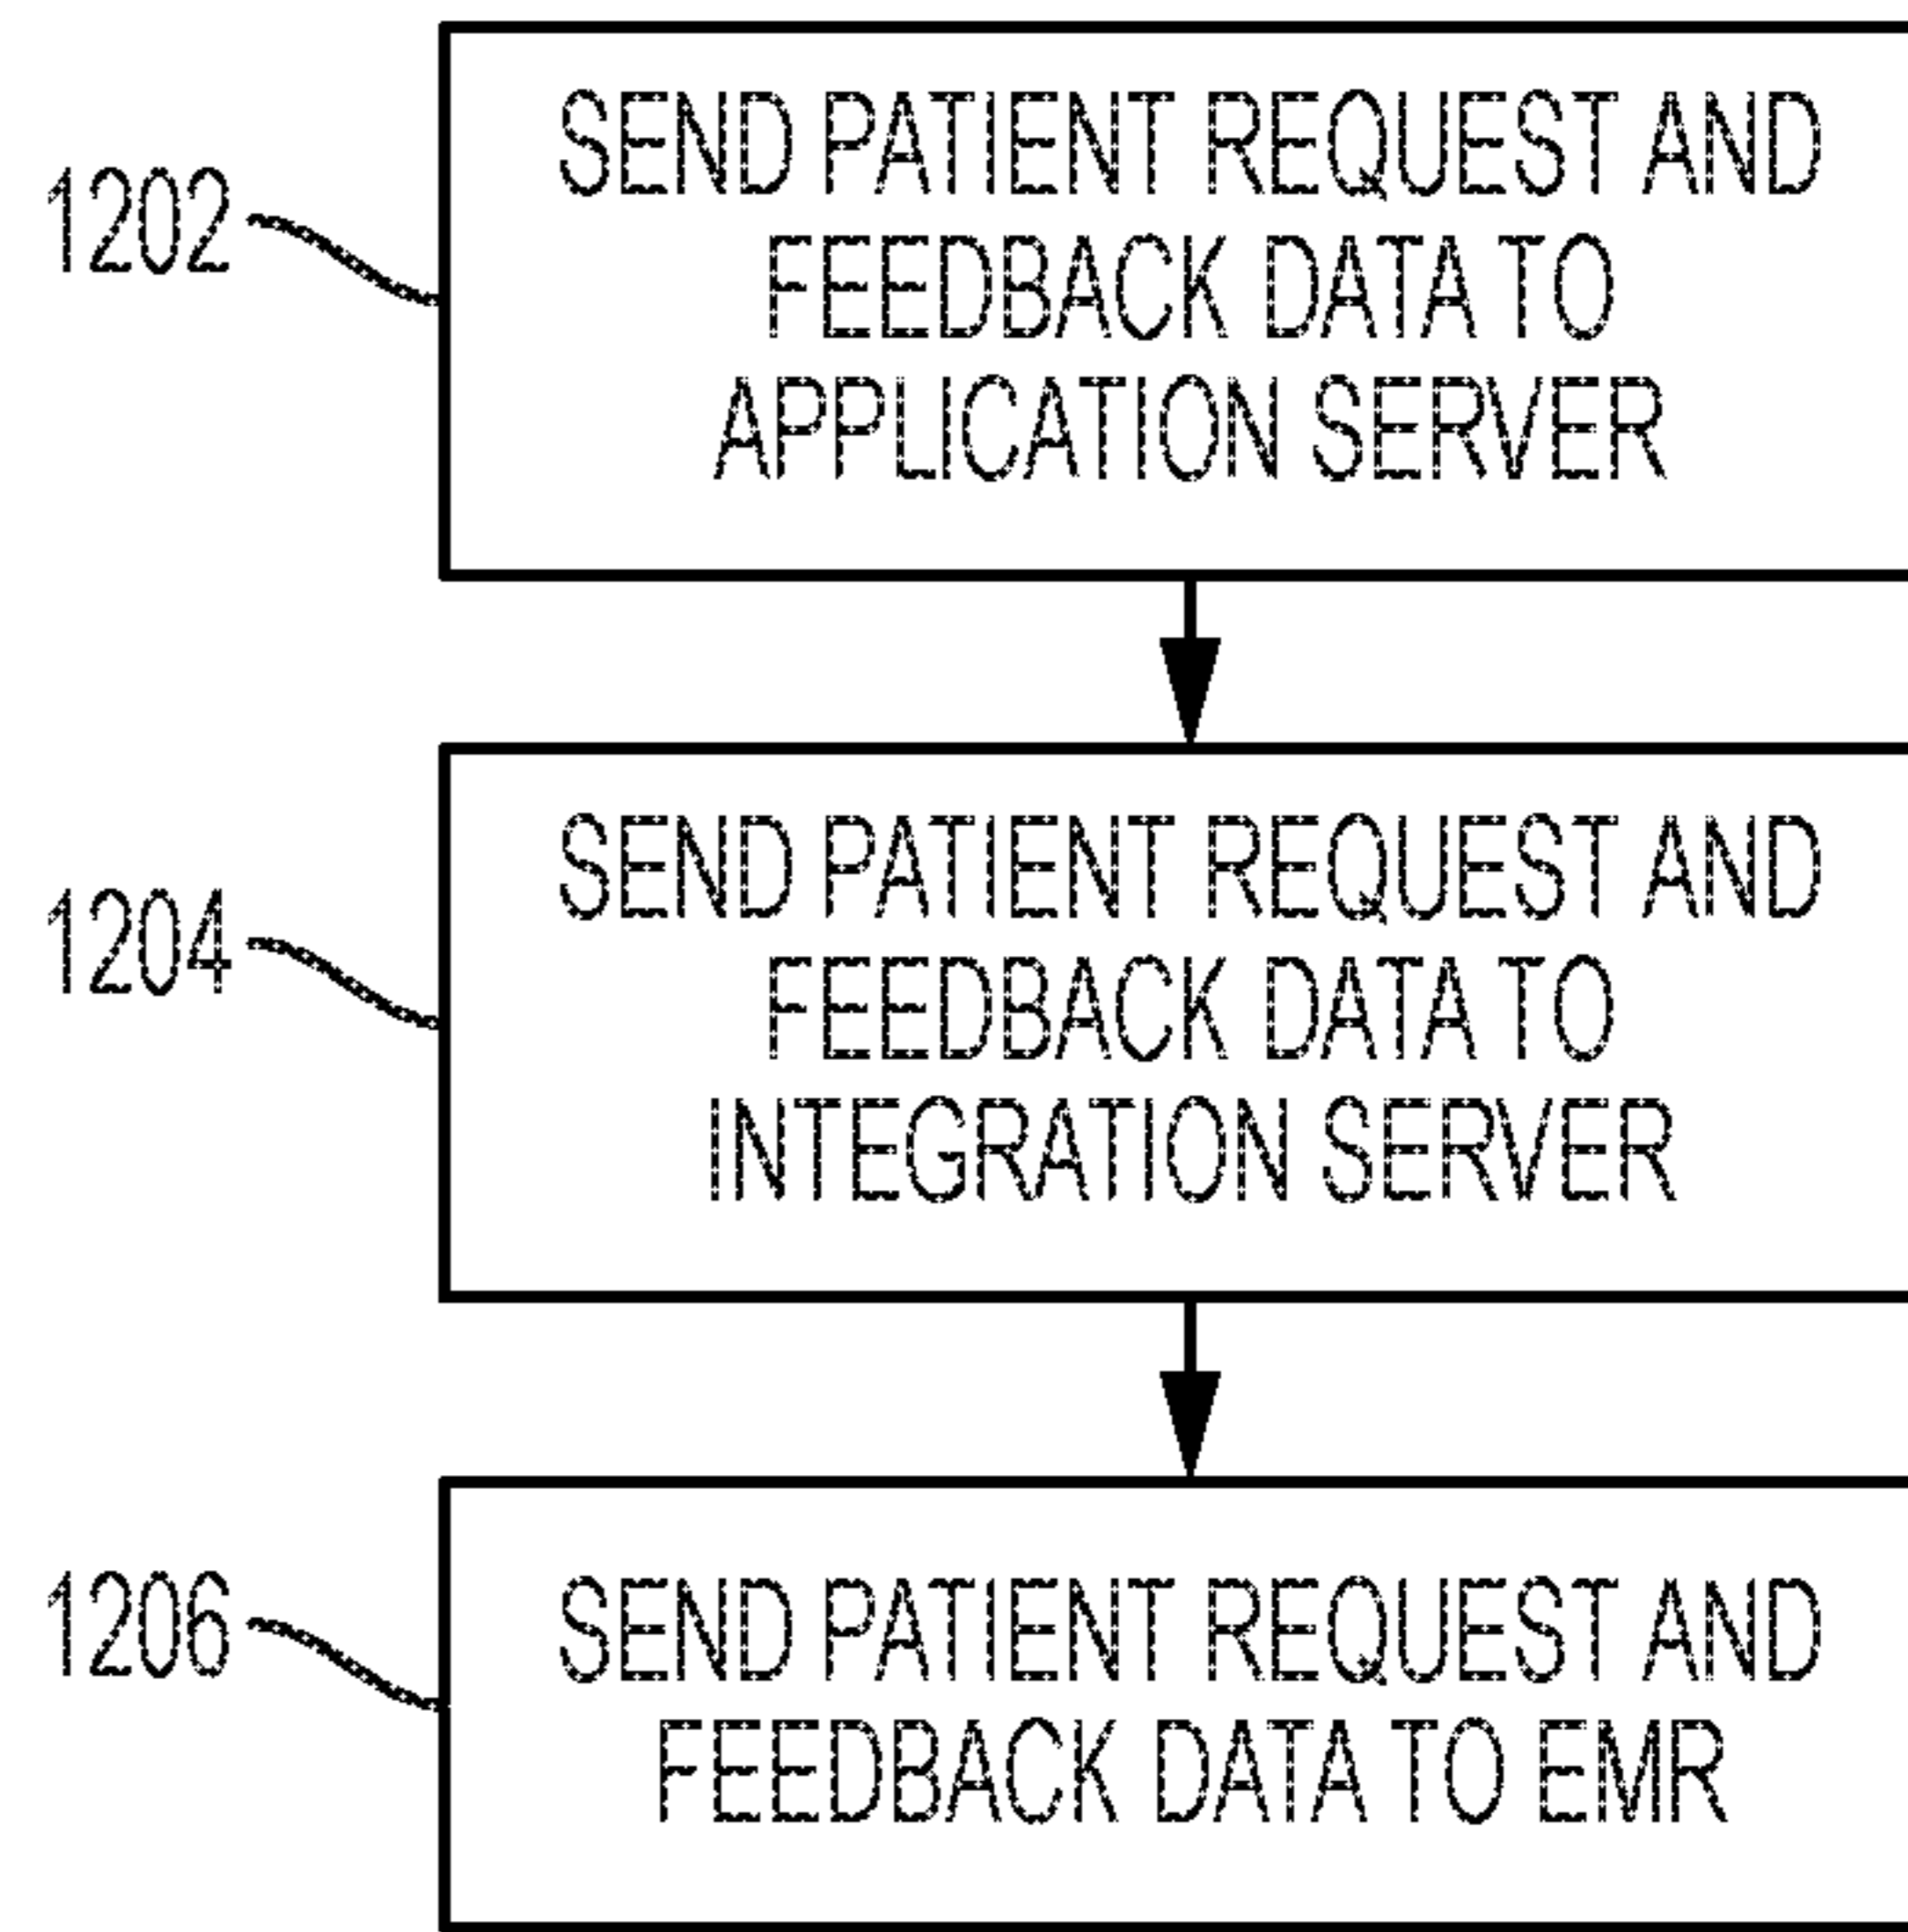 1202
SEND PATIENT REQUEST AND
FEEDBACK DATA TO
APPLICATION SERVER
1204
SEND PATIENT REQUEST AND
FEEDBACK DATA TO
INTEGRATION SERVER
1206
SEND PATIENT REQUEST AND
FEEDBACK DATA TO EMR